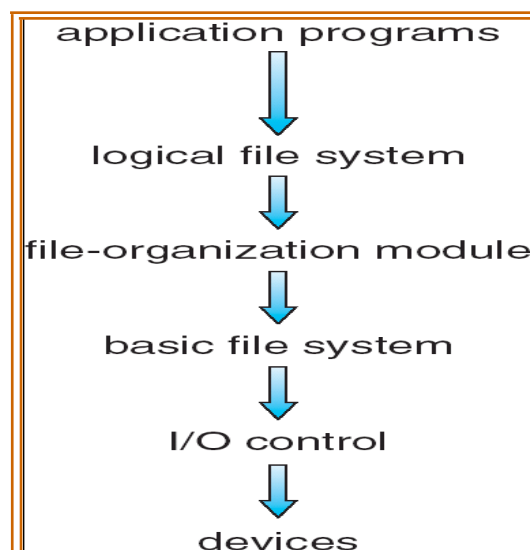 application programs
logical file system
file-organization module
basic file system
I/O control
devices